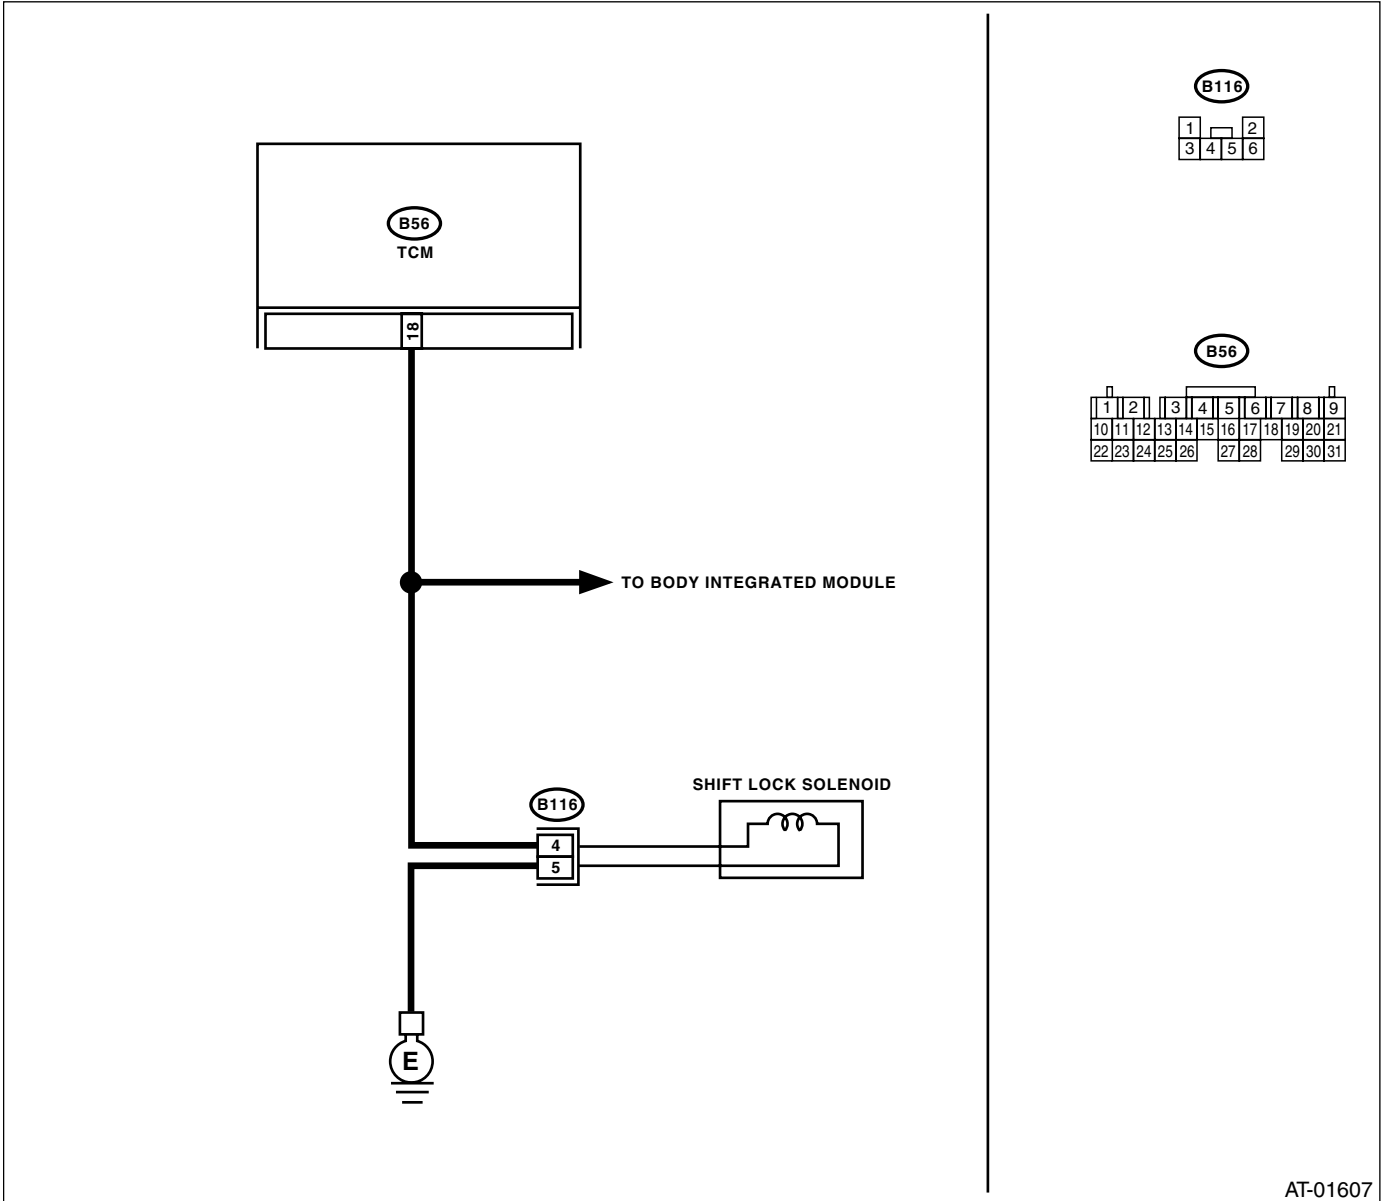 B56
TCM
18
TO BODY INTEGRATED MODULE
SHIFT LOCK SOLENOID
B116
4
5
E
B116
1 2
3 4 5 6
B56
1 2 3 4 5 6 7 8 9
10 11 12 13 14 15 16 17 18 19 20 21
22 23 24 25 26 27 28 29 30 31
AT-01607